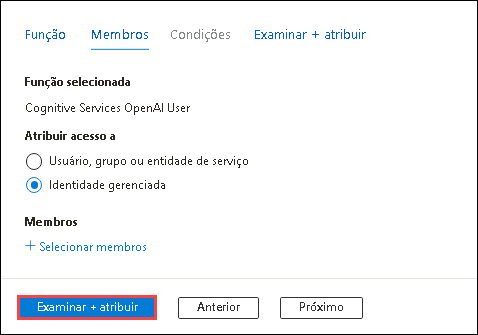 Função Membros Condições Examinar + atribuir
Função selecionada
Cognitive Services OpenAI User
Atribuir acesso a
Usuário, grupo ou entidade de serviço
Identidade gerenciada
Membros
+ Selecionar membros
Examinar + atribuir Anterior Próximo